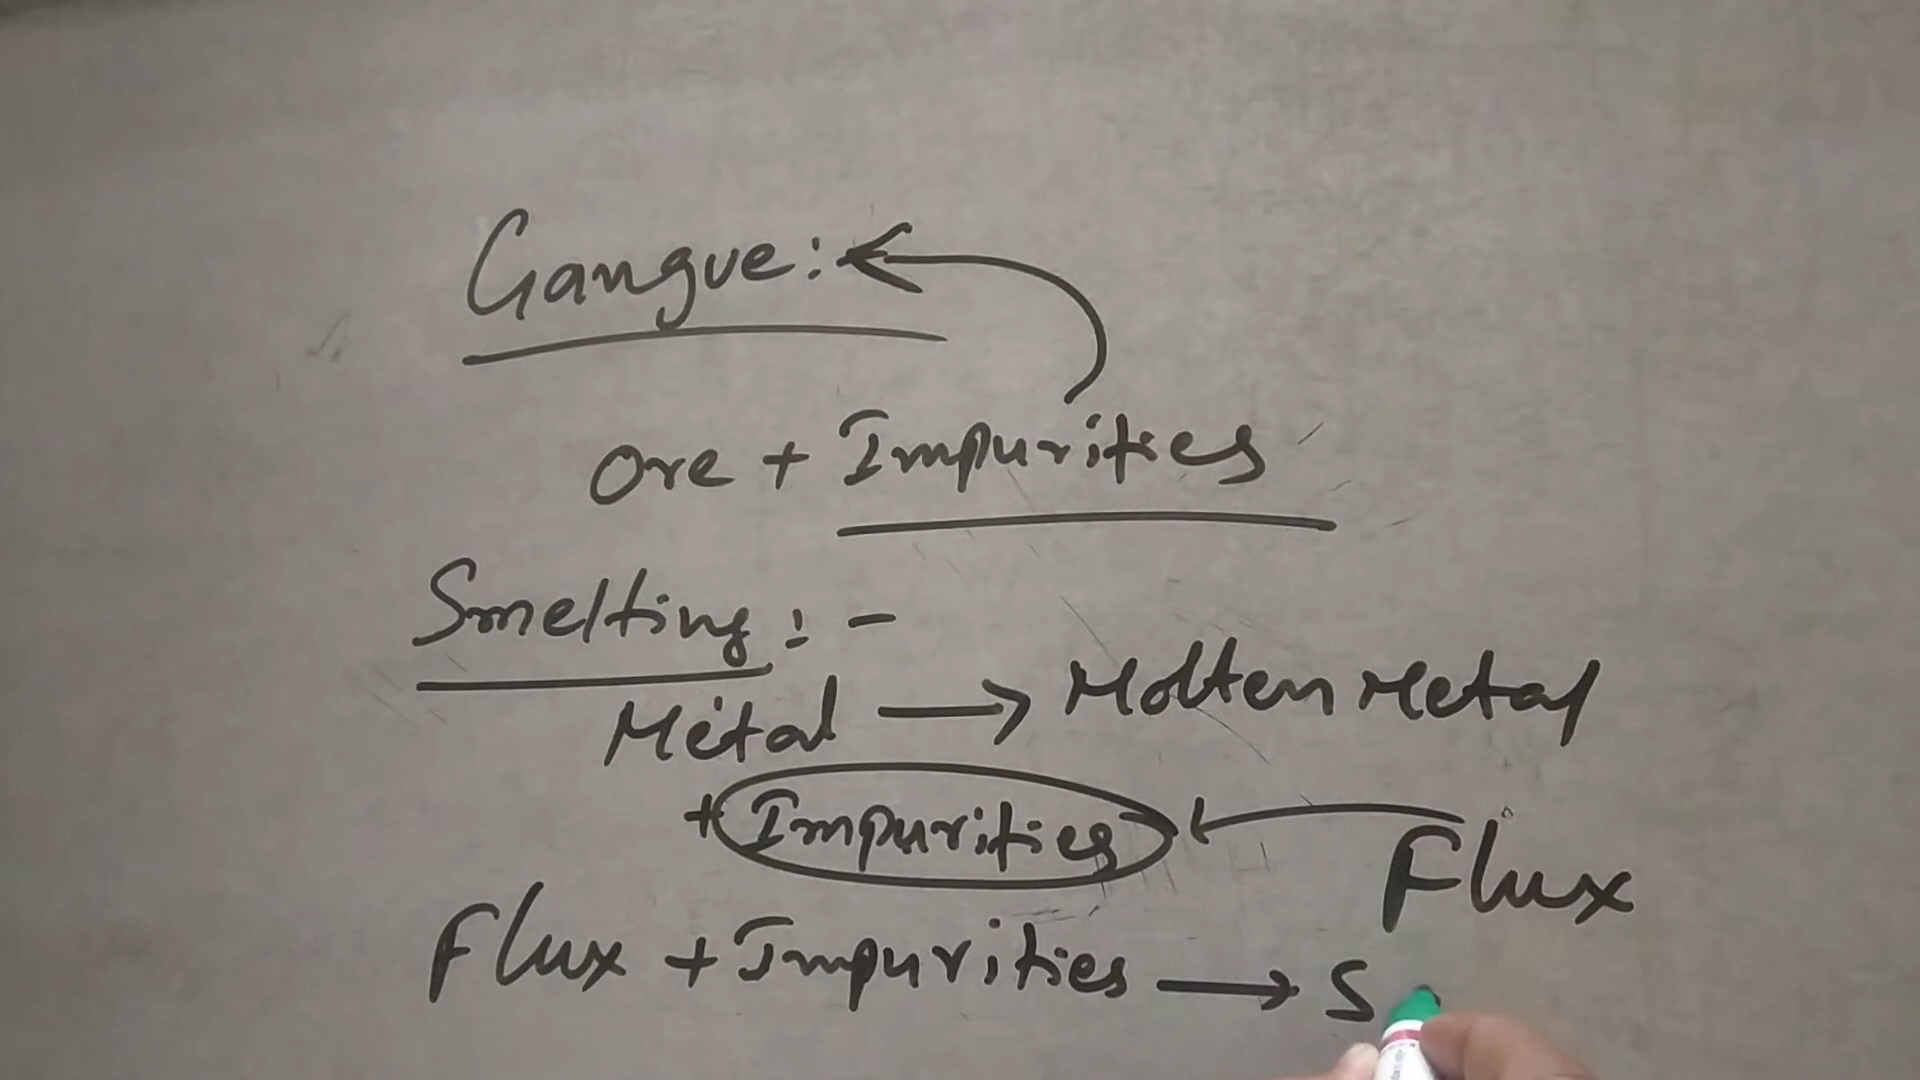 Gangue:
Ore + Impurities
Smelting: -
Metal → Molten Metal
+ Impurities ← Flux
Flux + Impurities → S